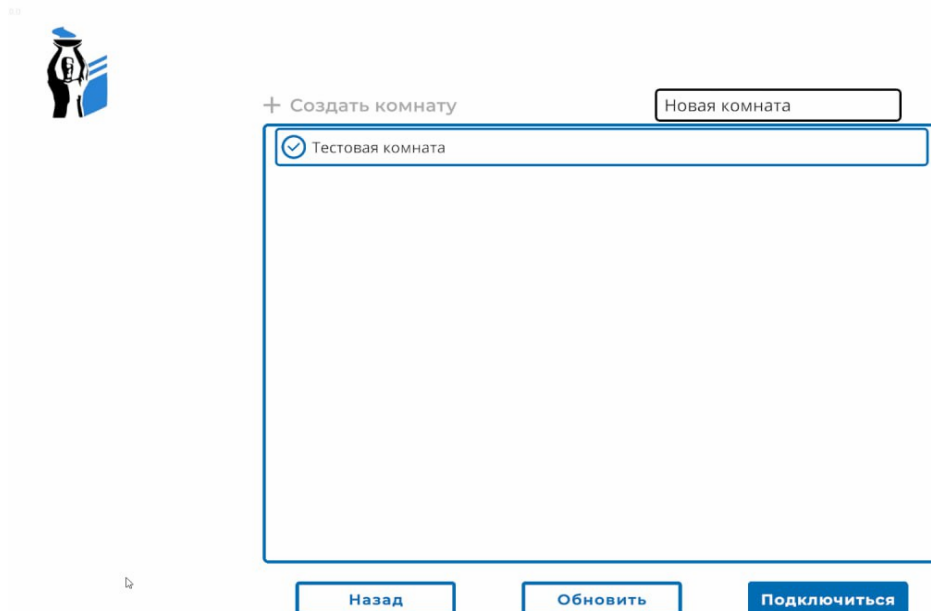 + Создать комнату
Новая комната
Тестовая комната
Назад
Обновить
Подключиться